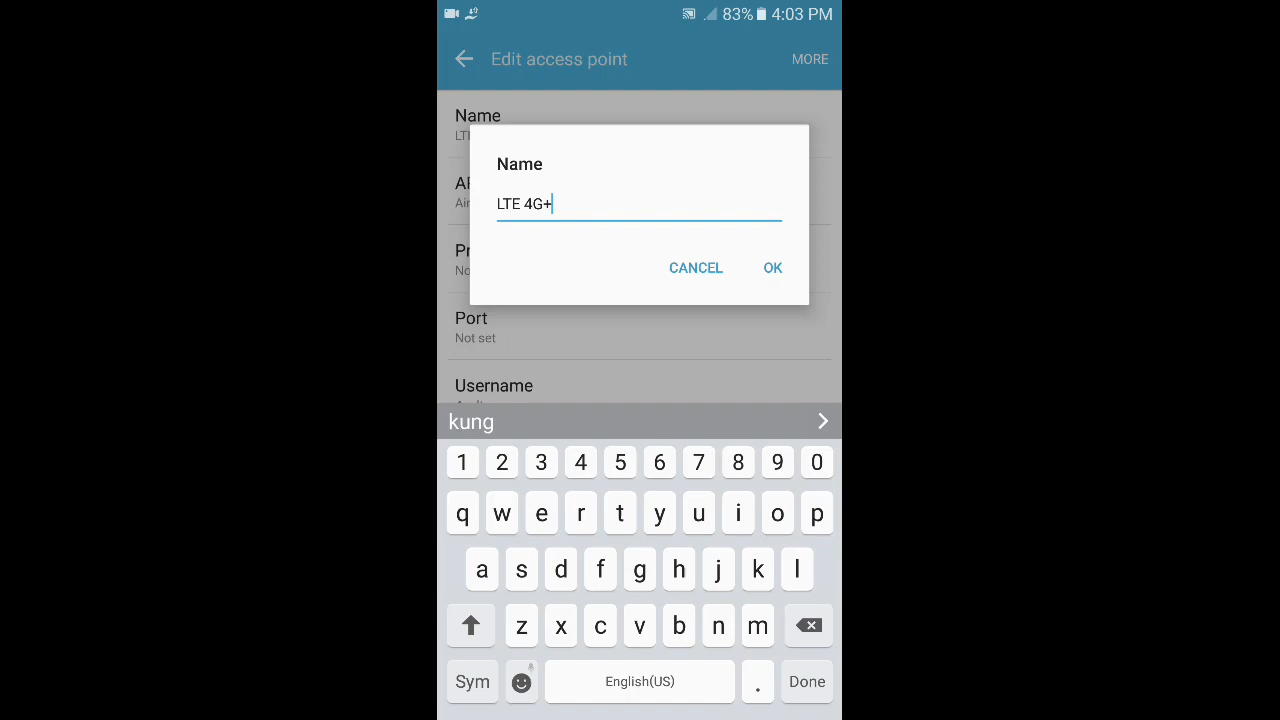 83% 4:03 PM
Edit access point MORE
Name
LTE
Name
LTE 4G+
CANCEL OK
Port
Not set
Username
kung
1 2 3 4 5 6 7 8 9 0
q w e r t y u i o p
a s d f g h j k l
z x c v b n m
Sym English(US) . Done